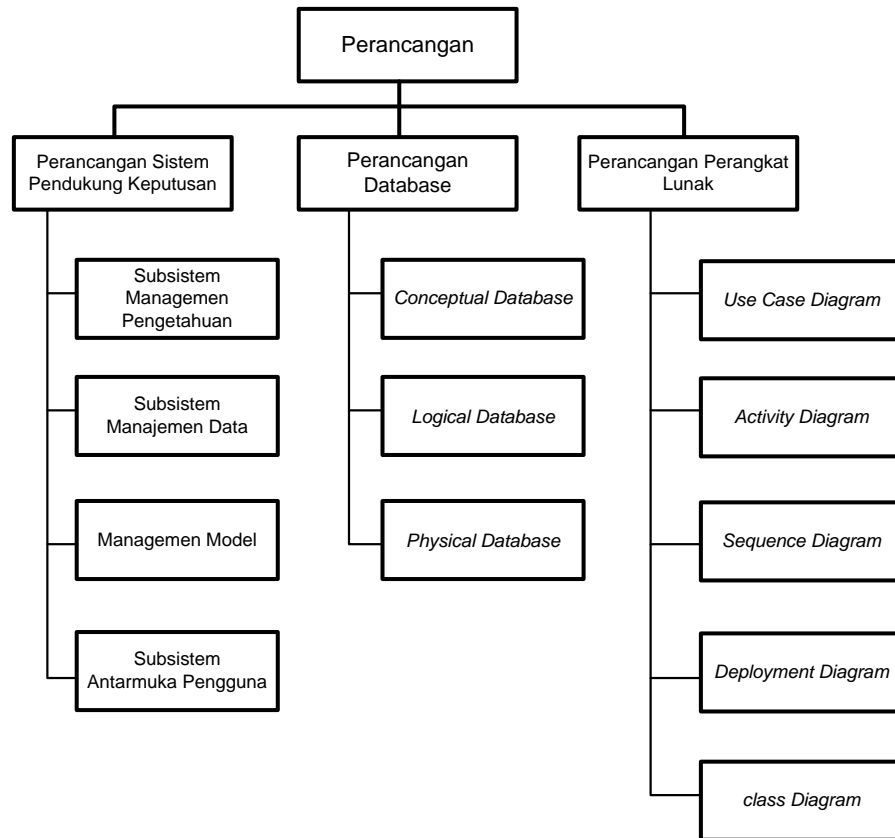 Perancangan
Perancangan Sistem
Pendukung Keputusan
Perancangan
Database
Perancangan Perangkat
Lunak
Subsistem
Managemen
Pengetahuan
Subsistem
Manajemen Data
Managemen Model
Subsistem
Antarmuka Pengguna
Conceptual Database
Logical Database
Physical Database
Use Case Diagram
Activity Diagram
Sequence Diagram
Deployment Diagram
class Diagram